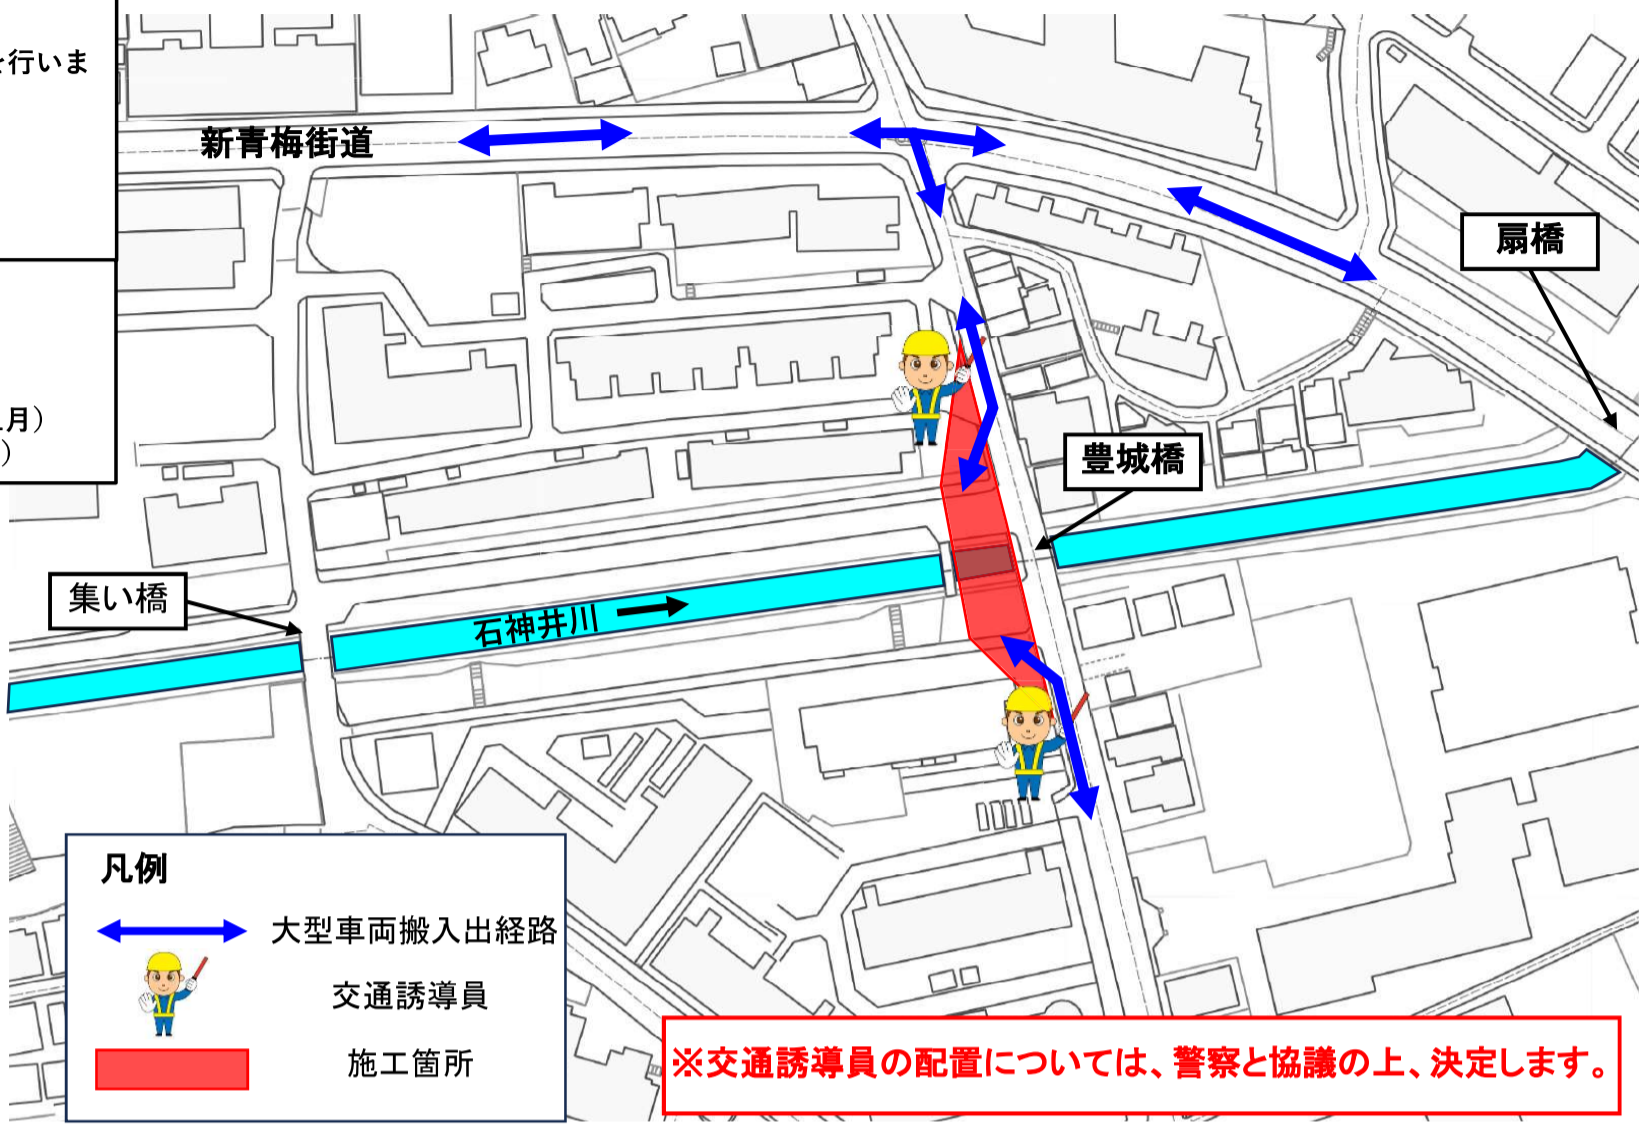 を行いま
月）
）
新青梅街道
扇橋
豊城橋
集い橋
石神井川
凡例
大型車両搬入出経路
交通誘導員
施工箇所
※交通誘導員の配置については、警察と協議の上、決定します。